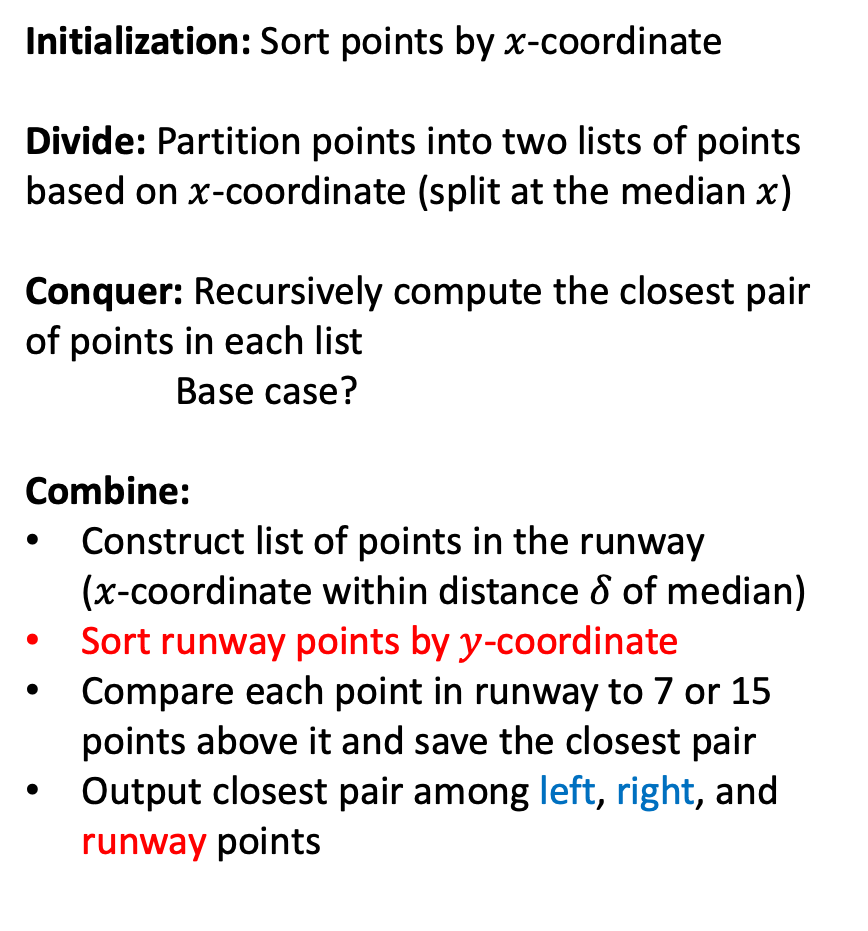 Initialization: Sort points by x-coordinate
Divide: Partition points into two lists of points
based on x-coordinate (split at the median x)
Conquer: Recursively compute the closest pair
of points in each list
Base case?
Combine:
• Construct list of points in the runway
(x-coordinate within distance δ of median)
• Sort runway points by y-coordinate
• Compare each point in runway to 7 or 15
points above it and save the closest pair
• Output closest pair among left, right, and
runway points